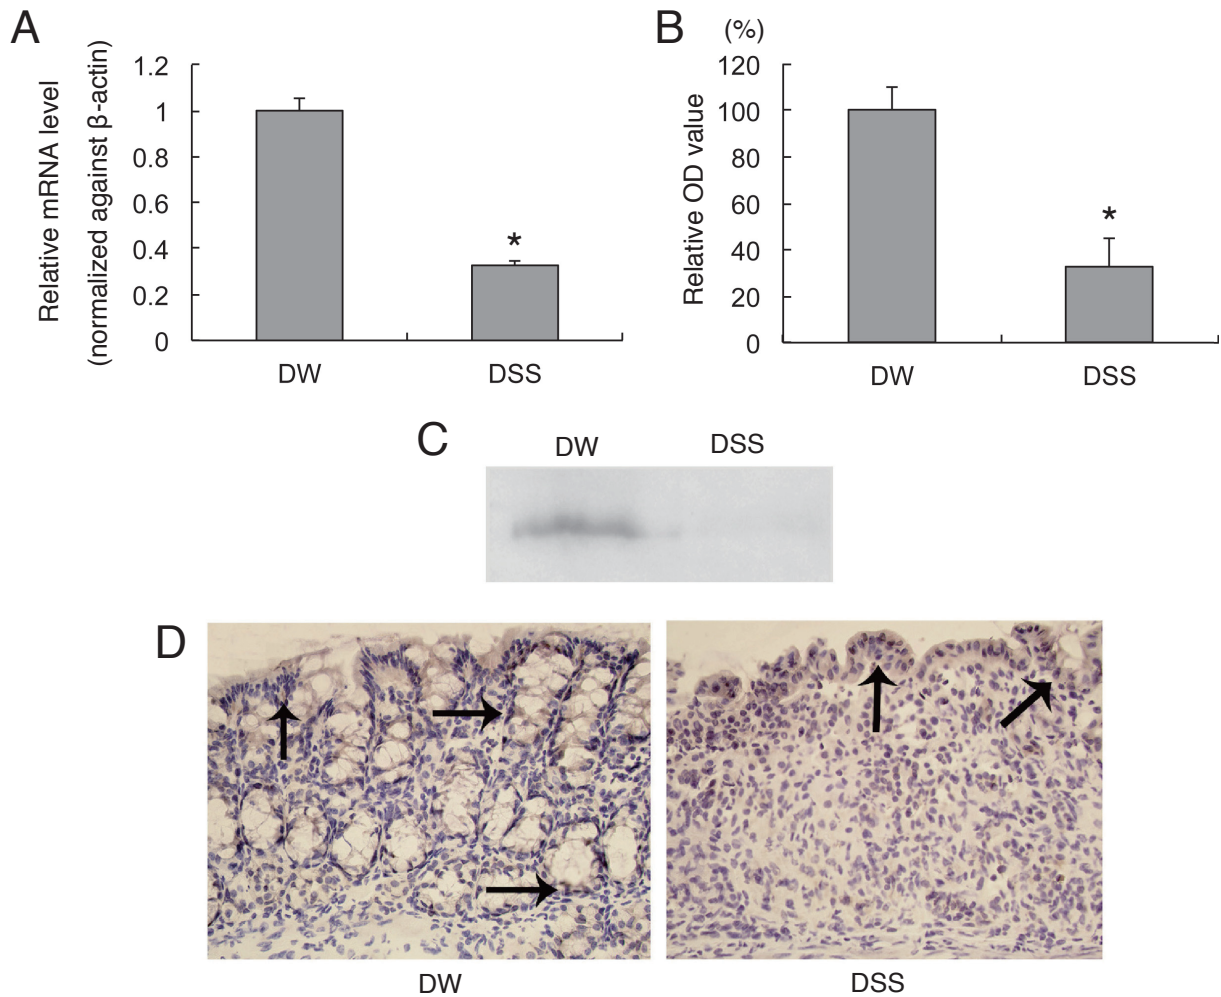 A
Relative mRNA level
(normalized against β-actin)
1.2
1
0.8
0.6
0.4
0.2
0
*
DW
DSS
B
(%)
Relative OD value
120
100
80
60
40
20
0
*
DW
DSS
C
DW
DSS
D
DW
DSS